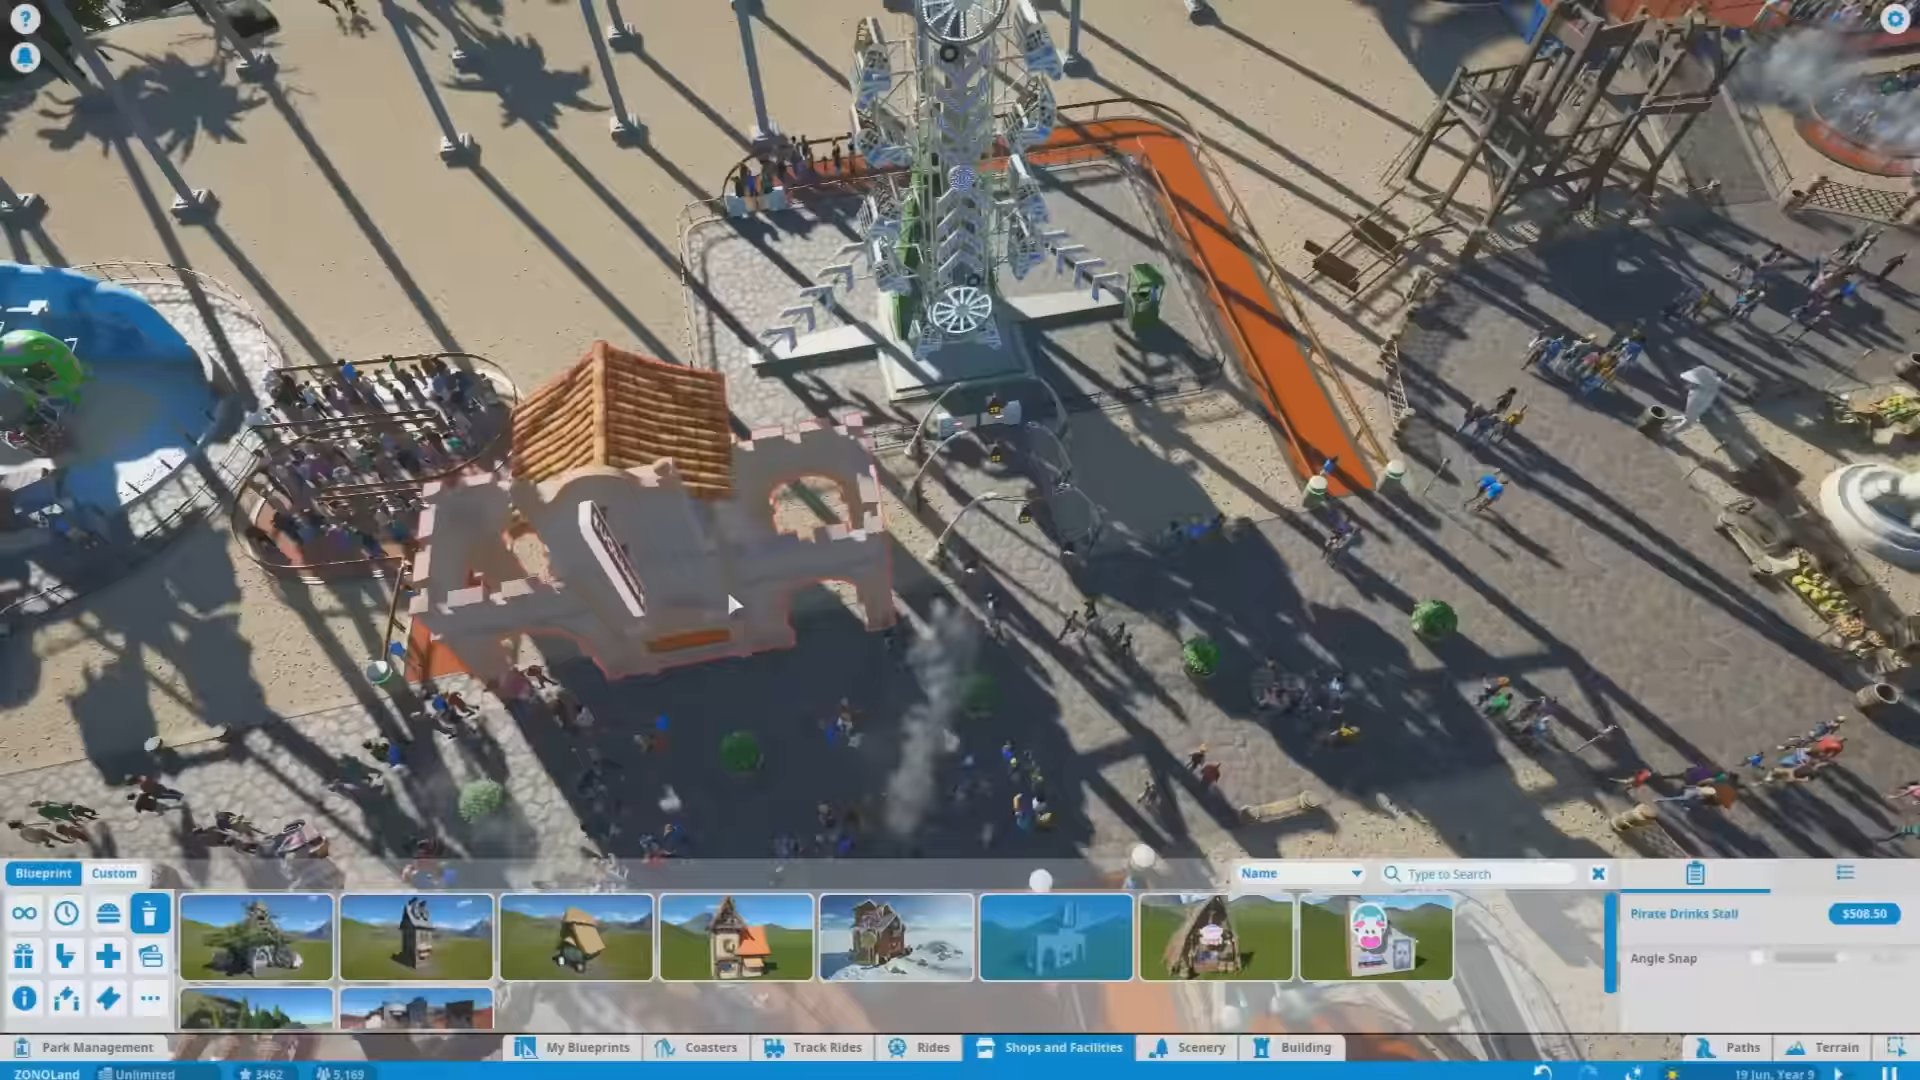 ?
Blueprint
Custom
Name
Type to Search
Pirate Drinks Stall
$508.50
Angle Snap
Park Management
My Blueprints
Coasters
Track Rides
Rides
Shops and Facilities
Scenery
Building
Paths
Terrain
ZONOLand
Unlimited
3462
5,169
19 Jun, Year 9